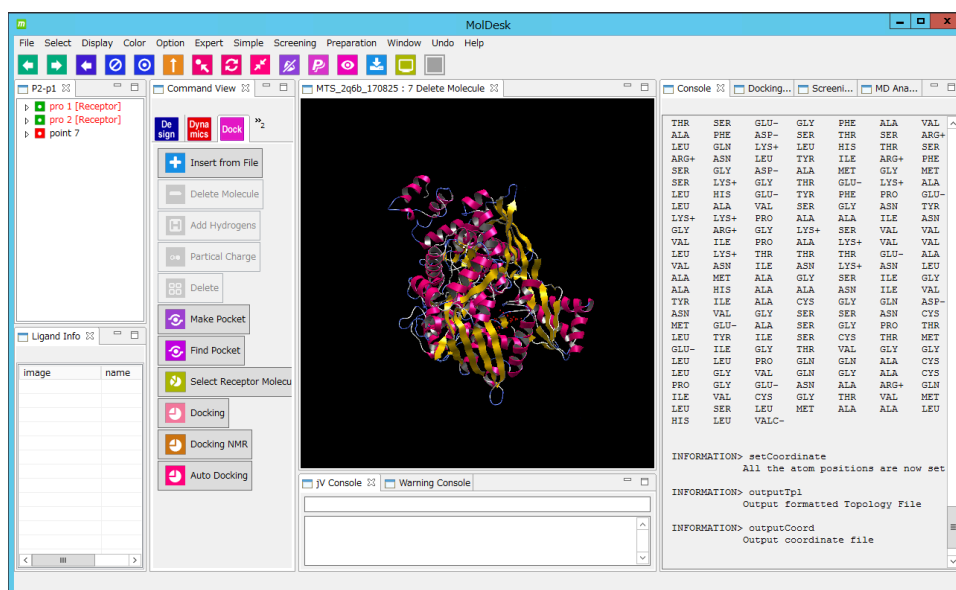 MolDesk
File Select Display Color Option Expert Simple Screening Preparation Window Undo Help
P2-p1
pro 1 [Receptor]
pro 2 [Receptor]
point 7
Ligand Info
image name
Command View
De
sign
Dyna
mics
Dock
»2
Insert from File
Delete Molecule
Add Hydrogens
Partical Charge
Delete
Make Pocket
Find Pocket
Select Receptor Molecu
Docking
Docking NMR
Auto Docking
MTS_2q6b_170825 : 7 Delete Molecule
jV Console Warning Console
Console Docking... Screeni... MD Ana...
THR SER GLU- GLY PHE ALA VAL
ALA PHE ASP- SER THR SER ARG+
LEU GLN LYS+ LEU HIS THR SER
ARG+ ASN LEU TYR ILE ARG+ PHE
SER GLY ASP- ALA MET GLY MET
SER LYS+ GLY THR GLU- LYS+ ALA
LEU HIS GLU- TYR PHE PRO GLU-
LEU ALA VAL SER GLY ASN TYR
LYS+ LYS+ PRO ALA ALA ILE ASN
GLY ARG+ GLY LYS+ SER VAL VAL
VAL ILE PRO ALA LYS+ VAL VAL
LEU LYS+ THR THR THR GLU- ALA
VAL ASN ILE ASN LYS+ ASN LEU
ALA MET ALA GLY SER ILE GLY
ALA HIS ALA ALA ASN ILE VAL
TYR ILE ALA CYS GLY GLN ASP-
ASN VAL GLY SER SER ASN CYS
MET GLU- ALA SER GLY PRO THR
LEU TYR ILE SER CYS THR MET
GLU- ILE GLY THR VAL GLY GLY
LEU LEU PRO GLN GLN ALA CYS
LEU GLY VAL GLN GLY ALA CYS
PRO GLY GLU- ASN ALA ARG+ GLN
ILE VAL CYS GLY THR VAL MET
LEU SER LEU MET ALA ALA LEU
HIS LEU VALC-
INFORMATION> setCoordinate
All the atom positions are now set
INFORMATION> outputTpl
Output formatted Topology File
INFORMATION> outputCoord
Output coordinate file